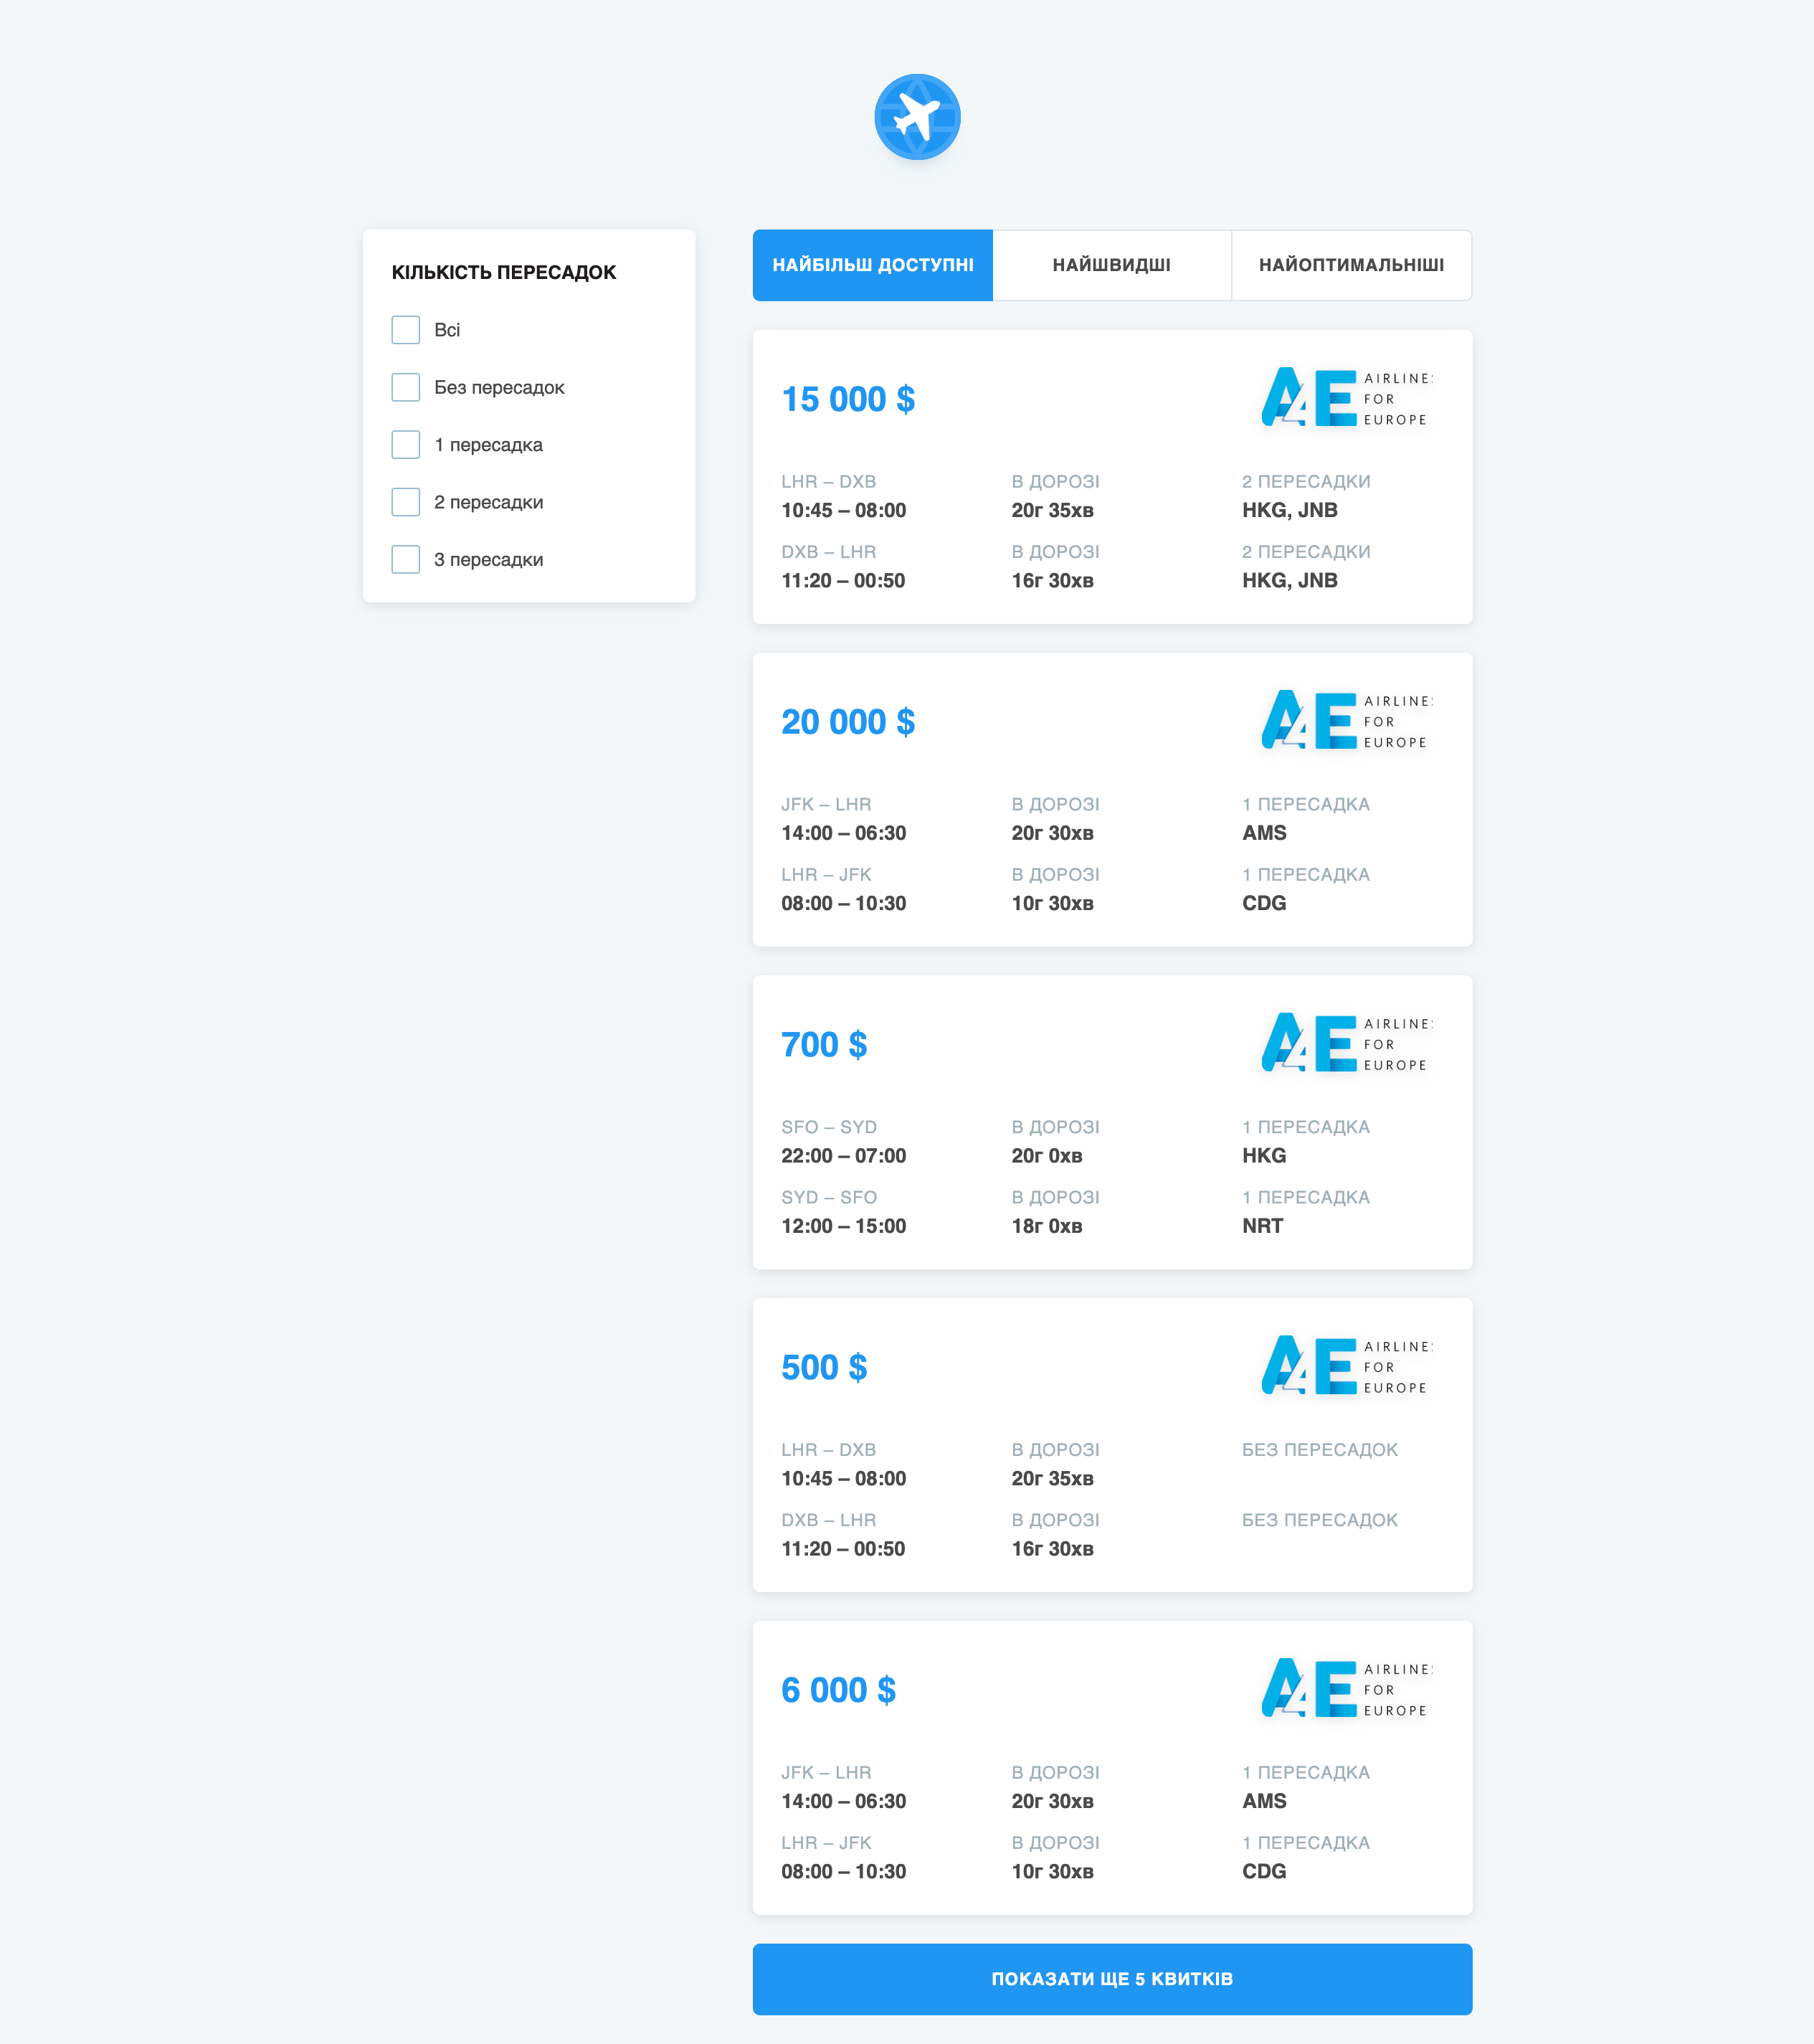 КІЛЬКІСТЬ ПЕРЕСАДОК
Всі
Без пересадок
1 пересадка
2 пересадки
3 пересадки
НАЙБІЛЬШ ДОСТУПНІ НАЙШВИДШІ НАЙОПТИМАЛЬНІШІ
15 000 $
A4E
AIRLINES
FOR
EUROPE
LHR – DXB В ДОРОЗІ 2 ПЕРЕСАДКИ
10:45 – 08:00 20г 35хв HKG, JNB
DXB – LHR В ДОРОЗІ 2 ПЕРЕСАДКИ
11:20 – 00:50 16г 30хв HKG, JNB
20 000 $
A4E
AIRLINES
FOR
EUROPE
JFK – LHR В ДОРОЗІ 1 ПЕРЕСАДКА
14:00 – 06:30 20г 30хв AMS
LHR – JFK В ДОРОЗІ 1 ПЕРЕСАДКА
08:00 – 10:30 10г 30хв CDG
700 $
A4E
AIRLINES
FOR
EUROPE
SFO – SYD В ДОРОЗІ 1 ПЕРЕСАДКА
22:00 – 07:00 20г 0хв HKG
SYD – SFO В ДОРОЗІ 1 ПЕРЕСАДКА
12:00 – 15:00 18г 0хв NRT
500 $
A4E
AIRLINES
FOR
EUROPE
LHR – DXB В ДОРОЗІ БЕЗ ПЕРЕСАДОК
10:45 – 08:00 20г 35хв
DXB – LHR В ДОРОЗІ БЕЗ ПЕРЕСАДОК
11:20 – 00:50 16г 30хв
6 000 $
A4E
AIRLINES
FOR
EUROPE
JFK – LHR В ДОРОЗІ 1 ПЕРЕСАДКА
14:00 – 06:30 20г 30хв AMS
LHR – JFK В ДОРОЗІ 1 ПЕРЕСАДКА
08:00 – 10:30 10г 30хв CDG
ПОКАЗАТИ ЩЕ 5 КВИТКІВ